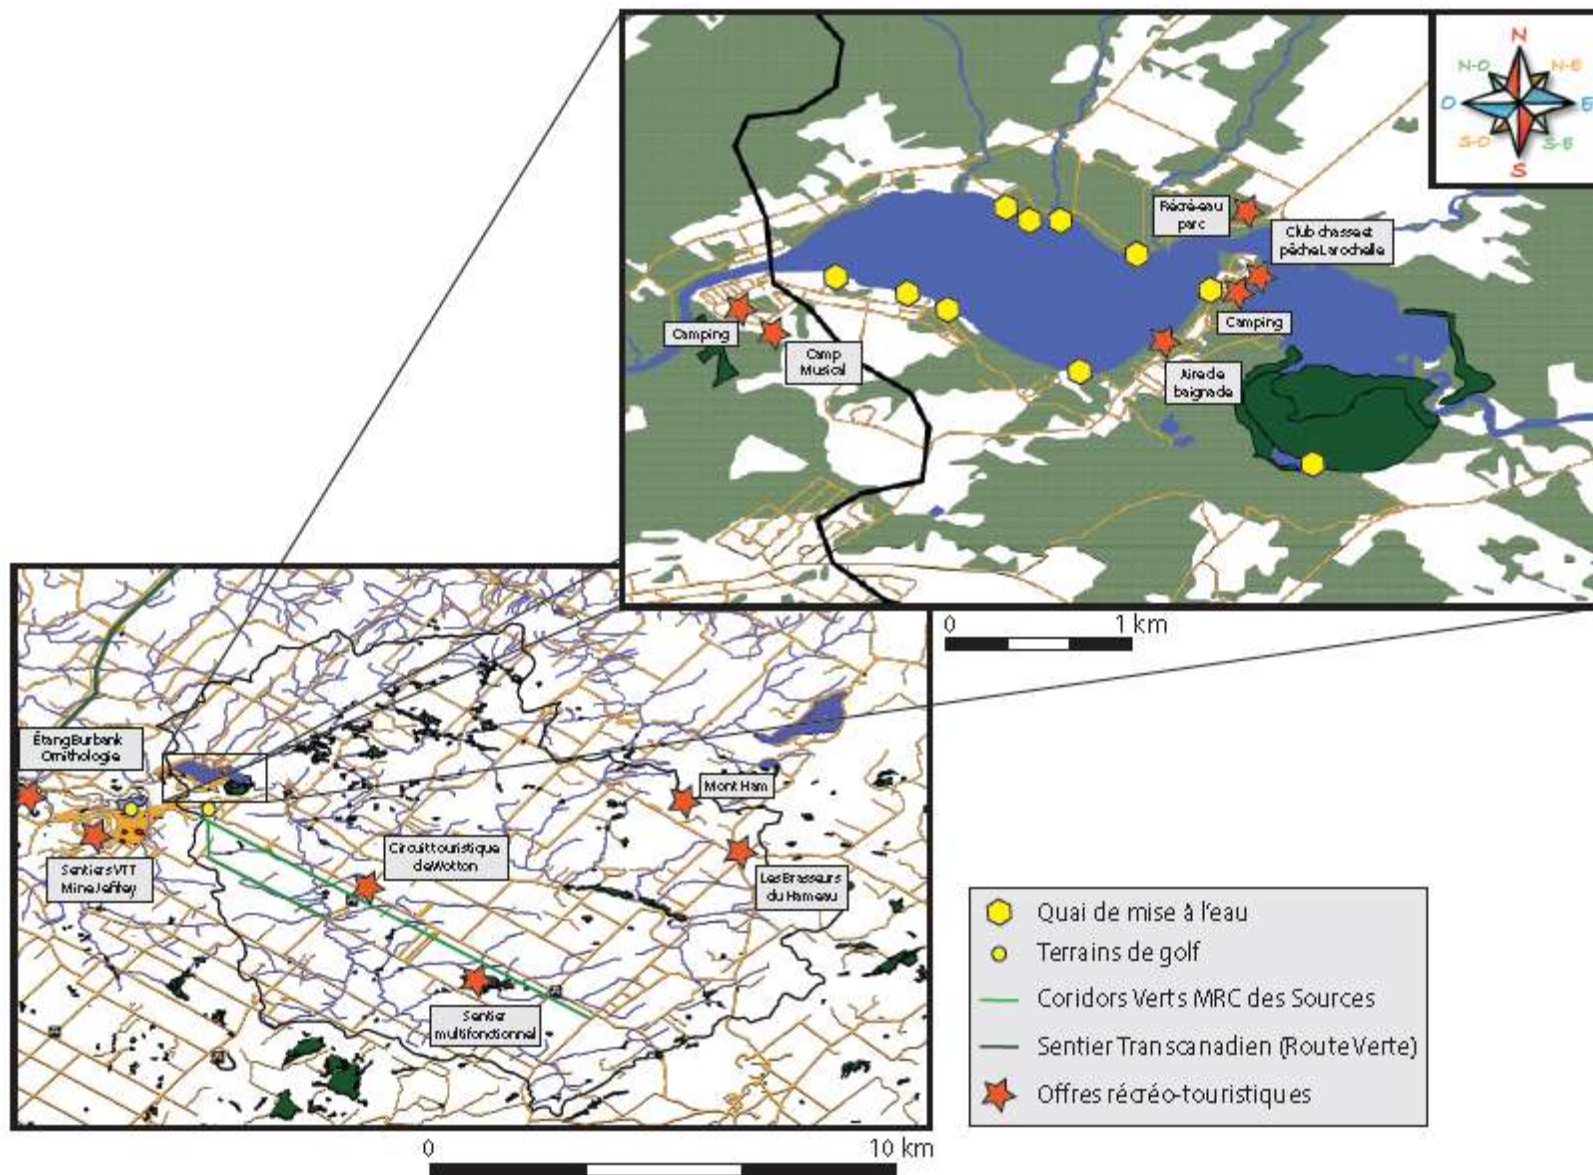 N
N-O
N-E
O
E
S-O
S-E
S
Récré-eau
parc
Club chasse et
pêche Larochelle
Camping
Camp
Musical
Camping
Aire de
baignade
0
1 km
Étang Burbank
Ornithologie
Mont Ham
Circuit touristique
de Wotton
Sentiers VTT
Mine Jeffrey
Les Brasseurs
du Hameau
Sentier
multifonctionnel
0
10 km
Quai de mise à l'eau
Terrains de golf
Coridors Verts MRC des Sources
Sentier Transcanadien (Route Verte)
Offres récréo-touristiques